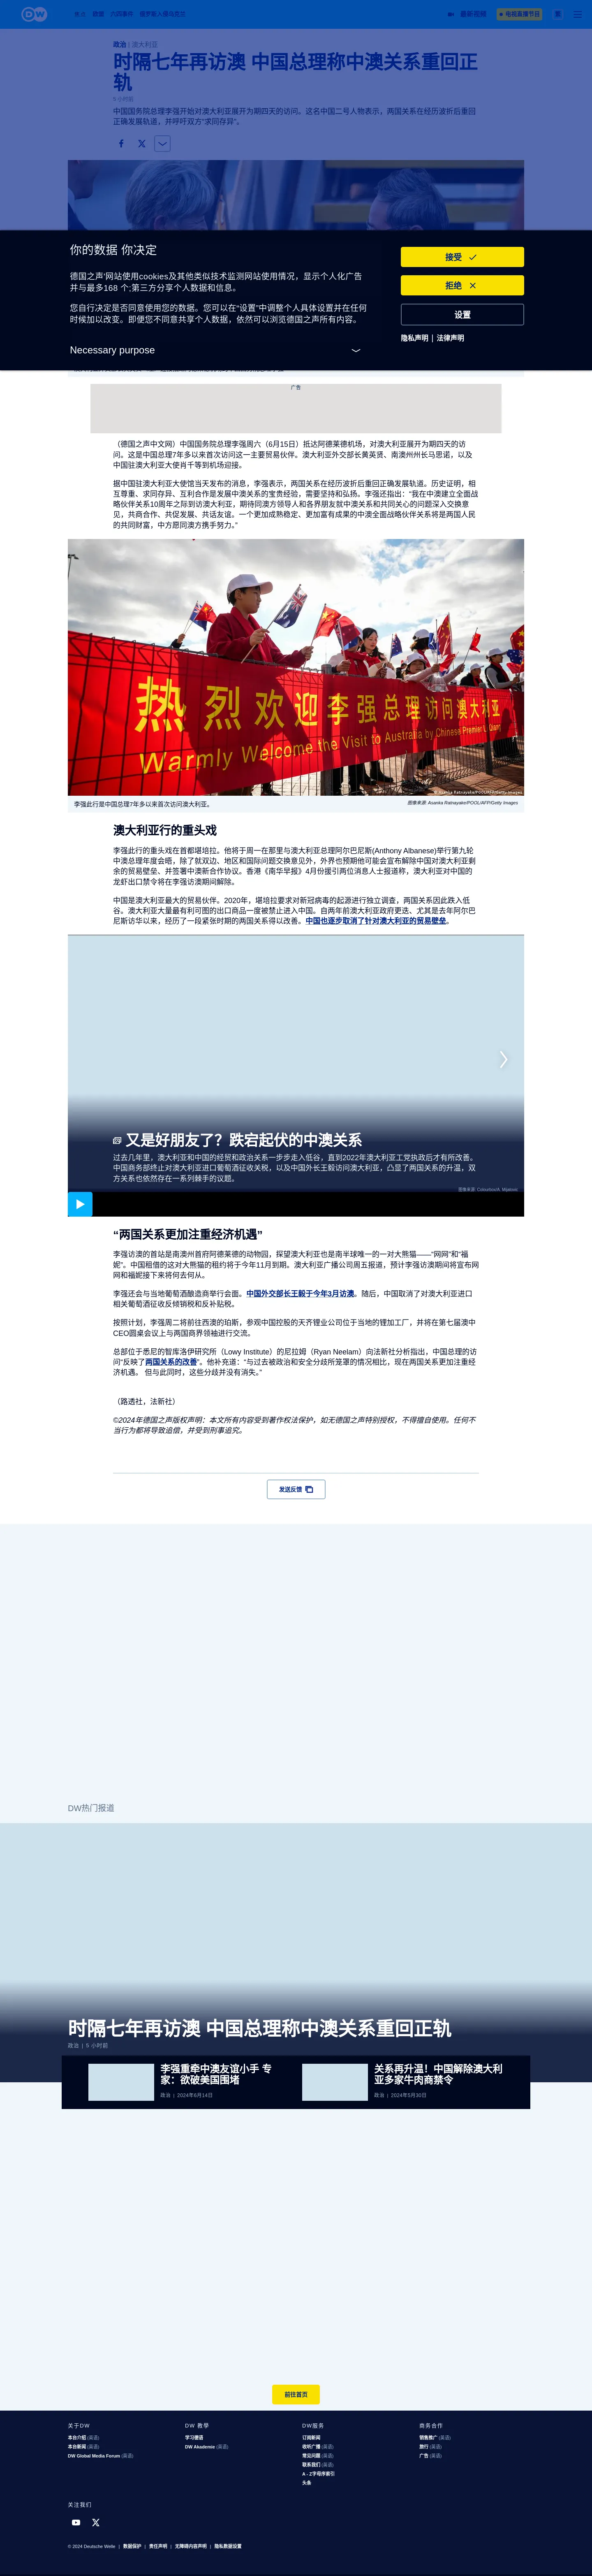 DW
最新视频
电视直播节目
政治 | 澳大利亚
时隔七年再访澳 中国总理称中澳关系重回正
轨
5 小时前
中国国务院总理李强开始对澳大利亚展开为期四天的访问。这名中国二号人物表示，两国关系在经历波折后重回
正确发展轨道，并呼吁双方“求同存异”。
你的数据 你决定
德国之声'网站使用cookies及其他类似技术监测网站使用情况，显示个人化广告
并与最多168 个;第三方分享个人数据和信息。
您自行决定是否同意使用您的数据。您可以在“设置”中调整个人具体设置并在任何
时候加以改变。即便您不同意共享个人数据，依然可以浏览德国之声所有内容。
Necessary purpose
接受
拒绝
设置
隐私声明 | 法律声明
广告
（德国之声中文网）中国国务院总理李强周六（6月15日）抵达阿德莱德机场，对澳大利亚展开为期四天的访
问。这是中国总理7年多以来首次访问这一主要贸易伙伴。澳大利亚外交部长黄英贤、南澳州州长马思诺，以及
中国驻澳大利亚大使肖千等到机场迎接。
据中国驻澳大利亚大使馆当天发布的消息，李强表示，两国关系在经历波折后重回正确发展轨道。历史证明，相
互尊重、求同存异、互利合作是发展中澳关系的宝贵经验，需要坚持和弘扬。李强还指出：“我在中澳建立全面战
略伙伴关系10周年之际到访澳大利亚，期待同澳方领导人和各界朋友就中澳关系和共同关心的问题深入交换意
见，共商合作、共促发展、共话友谊。一个更加成熟稳定、更加富有成果的中澳全面战略伙伴关系将是两国人民
的共同财富，中方愿同澳方携手努力。”
热烈欢迎李强总理访问澳大利亚
Warmly Welcome the Visit to Australia by Chinese Premier Li Qiang
李强此行是中国总理7年多以来首次访问澳大利亚。
图像来源: Asanka Ratnayake/POOL/AFP/Getty Images
澳大利亚行的重头戏
李强此行的重头戏在首都堪培拉。他将于周一在那里与澳大利亚总理阿尔巴尼斯(Anthony Albanese)举行第九轮
中澳总理年度会晤，除了就双边、地区和国际问题交换意见外，外界也预期他可能会宣布解除中国对澳大利亚剩
余的贸易壁垒、并签署中澳新合作协议。香港《南华早报》4月份援引两位消息人士报道称，澳大利亚对中国的
龙虾出口禁令将在李强访澳期间解除。
中国是澳大利亚最大的贸易伙伴。2020年，堪培拉要求对新冠病毒的起源进行独立调查，两国关系因此跌入低
谷。澳大利亚大量最有利可图的出口商品一度被禁止进入中国。自两年前澳大利亚政府更迭、尤其是去年阿尔巴
尼斯访华以来，经历了一段紧张时期的两国关系得以改善。中国也逐步取消了针对澳大利亚的贸易壁垒。
又是好朋友了？跌宕起伏的中澳关系
过去几年里，澳大利亚和中国的经贸和政治关系一步步走入低谷，直到2022年澳大利亚工党执政后才有所改善。
中国商务部终止对澳大利亚进口葡萄酒征收关税，以及中国外长王毅访问澳大利亚，凸显了两国关系的升温，双
方关系也依然存在一系列棘手的议题。
图像来源: Colourbox/A. Mijatovic
“两国关系更加注重经济机遇”
李强访澳的首站是南澳州首府阿德莱德的动物园，探望澳大利亚也是南半球唯一的一对大熊猫——“网网”和“福
妮”。中国租借的这对大熊猫的租约将于今年11月到期。澳大利亚广播公司周五报道，预计李强访澳期间将宣布网
网和福妮接下来将何去何从。
李强还会与当地葡萄酒酿造商举行会面。中国外交部长王毅于今年3月访澳。随后，中国取消了对澳大利亚进口
相关葡萄酒征收反倾销税和反补贴税。
按照计划，李强周二将前往西澳的珀斯，参观中国控股的天齐锂业公司位于当地的锂加工厂，并将在第七届澳中
CEO圆桌会议上与两国商界领袖进行交流。
总部位于悉尼的智库洛伊研究所（Lowy Institute）的尼拉姆（Ryan Neelam）向法新社分析指出，中国总理的访
问“反映了两国关系的改善”。他补充道：“与过去被政治和安全分歧所笼罩的情况相比，现在两国关系更加注重经
济机遇。 但与此同时，这些分歧并没有消失。”
（路透社，法新社）
©2024年德国之声版权声明：本文所有内容受到著作权法保护，如无德国之声特别授权，不得擅自使用。任何不
当行为都将导致追偿，并受到刑事追究。
发送反馈
DW热门报道
时隔七年再访澳 中国总理称中澳关系重回正轨
政治 | 5 小时前
李强重牵中澳友谊小手 专
家：欲破美国围堵
政治 | 2024年6月14日
关系再升温！中国解除澳大利
亚多家牛肉商禁令
政治 | 2024年5月30日
前往首页
关于DW
本台介绍 (英语)
本台新闻 (英语)
DW Global Media Forum (英语)
DW 教學
学习德语
DW Akademie (英语)
DW服务
订阅新闻
收听广播 (英语)
常见问题 (英语)
联系我们 (英语)
A - Z字母序索引
头条
商务合作
销售推广 (英语)
旅行 (英语)
广告 (英语)
关注我们
© 2024 Deutsche Welle | 数据保护 | 责任声明 | 无障碍内容声明 | 隐私数据设置